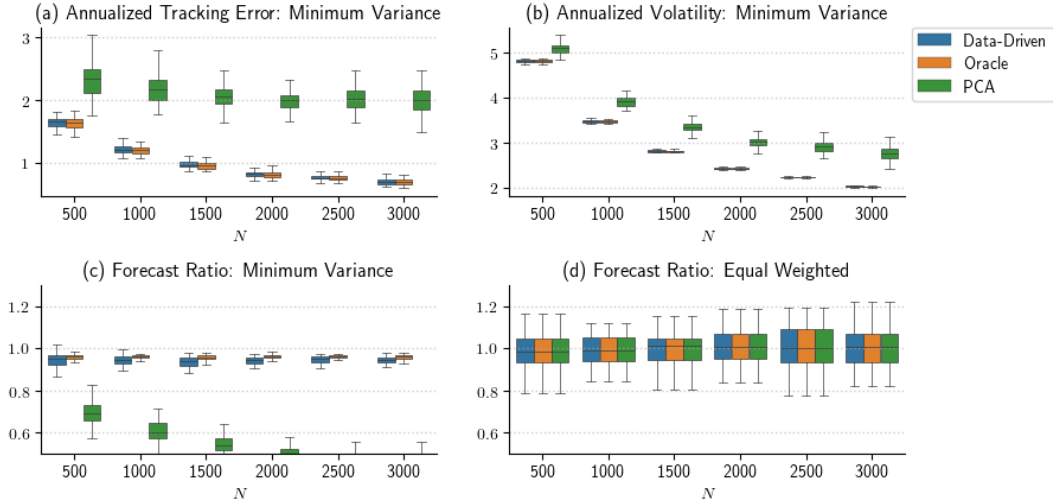 (a) Annualized Tracking Error: Minimum Variance
3
2
1
500 1000 1500 2000 2500 3000
N
(b) Annualized Volatility: Minimum Variance
5
4
3
2
500 1000 1500 2000 2500 3000
N
Data-Driven
Oracle
PCA
(c) Forecast Ratio: Minimum Variance
1.2
1.0
0.8
0.6
500 1000 1500 2000 2500 3000
N
(d) Forecast Ratio: Equal Weighted
1.2
1.0
0.8
0.6
500 1000 1500 2000 2500 3000
N